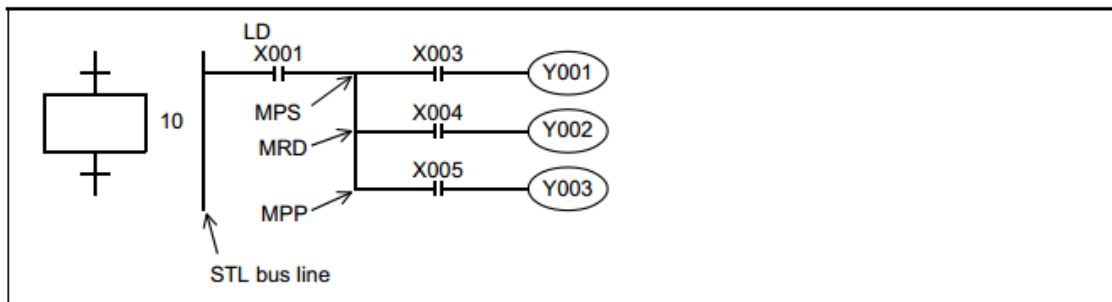 LD
X001 X003 Y001
MPS
X004 Y002
10
MRD
X005 Y003
MPP
STL bus line